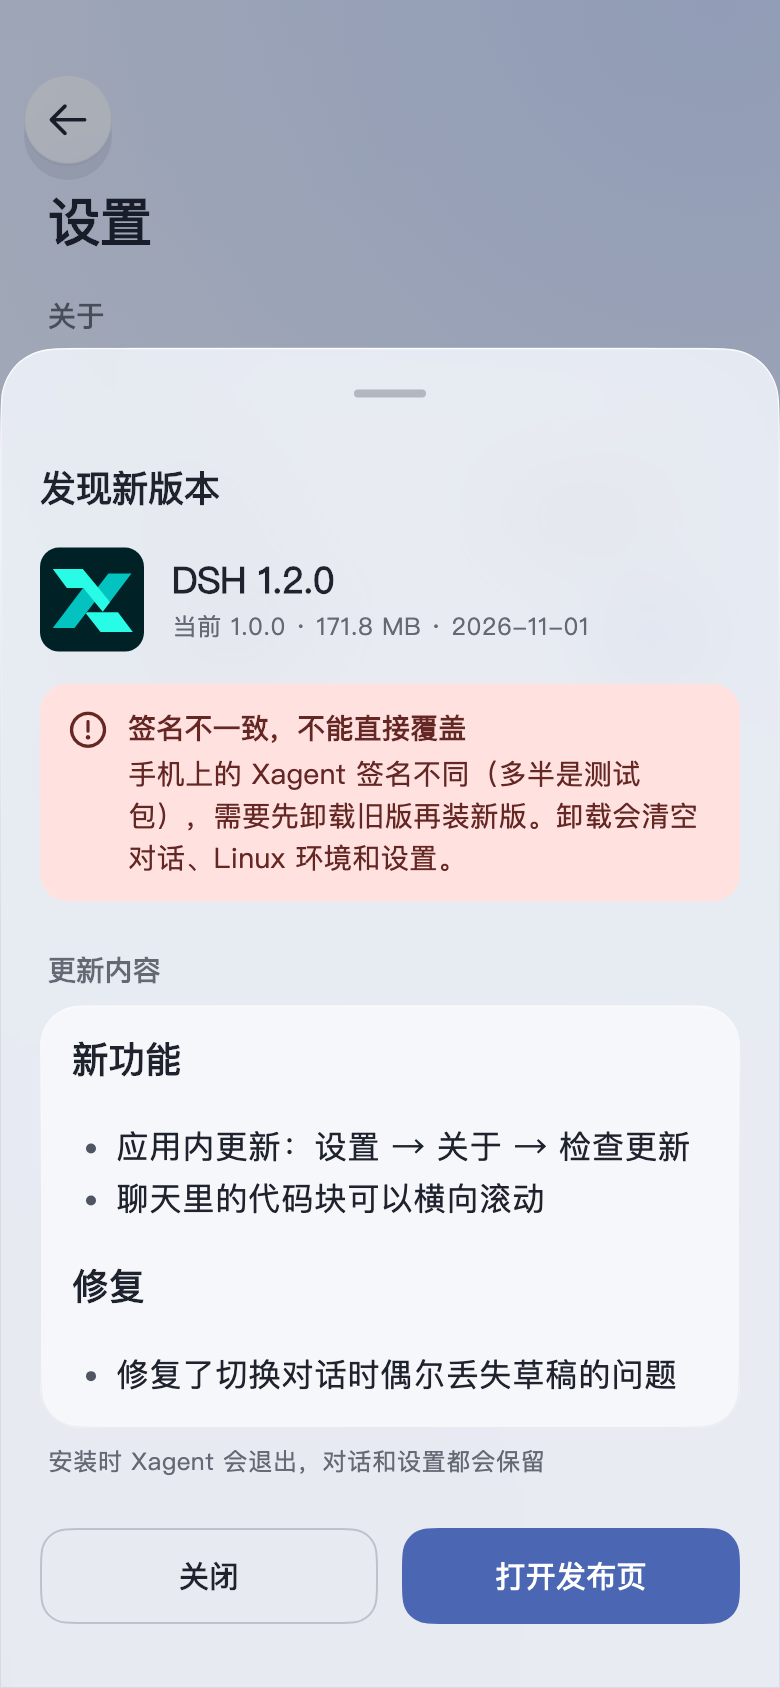 设置
关于
发现新版本
DSH 1.2.0
当前 1.0.0 · 171.8 MB · 2026-11-01
签名不一致，不能直接覆盖
手机上的 Xagent 签名不同（多半是测试
包），需要先卸载旧版再装新版。卸载会清空
对话、Linux 环境和设置。
更新内容
新功能
• 应用内更新：设置 → 关于 → 检查更新
• 聊天里的代码块可以横向滚动
修复
• 修复了切换对话时偶尔丢失草稿的问题
安装时 Xagent 会退出，对话和设置都会保留
关闭
打开发布页